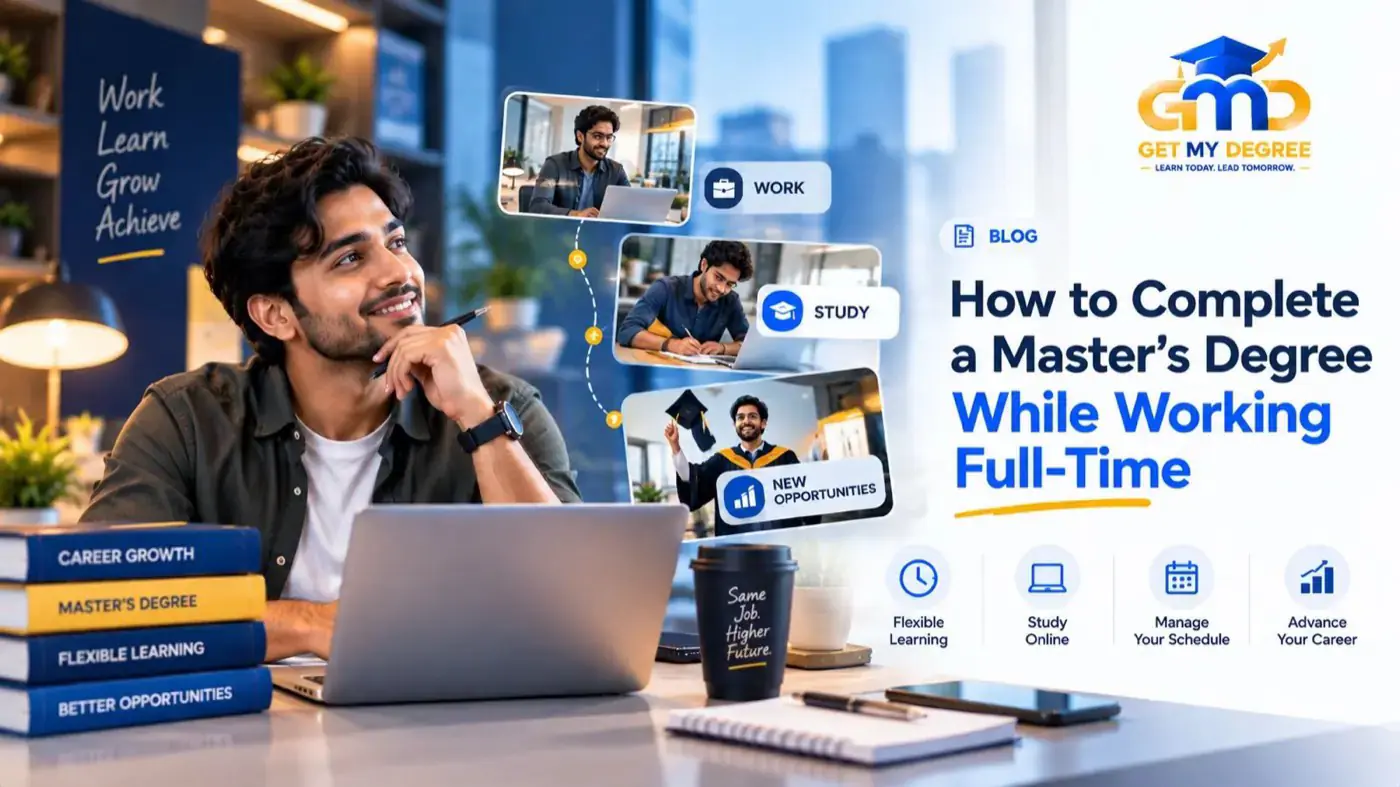 Work
Learn
Grow
Achieve
WORK
STUDY
NEW
OPPORTUNITIES
CAREER GROWTH
MASTER'S DEGREE
FLEXIBLE LEARNING
BETTER OPPORTUNITIES
Same
Job.
Higher
Future.
GMD
GET MY DEGREE
LEARN TODAY. LEAD TOMORROW.
BLOG
How to Complete
a Master's Degree
While Working
Full-Time
Flexible
Learning
Study
Online
Manage
Your Schedule
Advance
Your Career